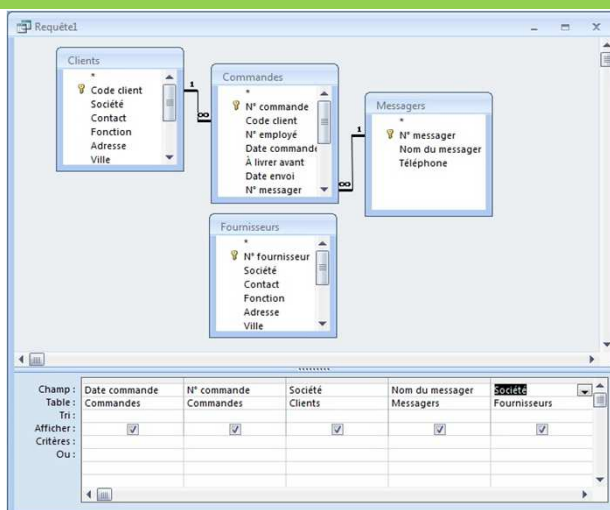 Requête1
Clients
*
Code client
Société
Contact
Fonction
Adresse
Ville
1
∞
Commandes
*
N° commande
Code client
N° employé
Date commande
À livrer avant
Date envoi
N° messager
1
∞
Messagers
*
N° messager
Nom du messager
Téléphone
Fournisseurs
*
N° fournisseur
Société
Contact
Fonction
Adresse
Ville
Champ : Date commande N° commande Société Nom du messager Société
Table : Commandes Commandes Clients Messagers Fournisseurs
Tri :
Afficher :
Critères :
Ou :